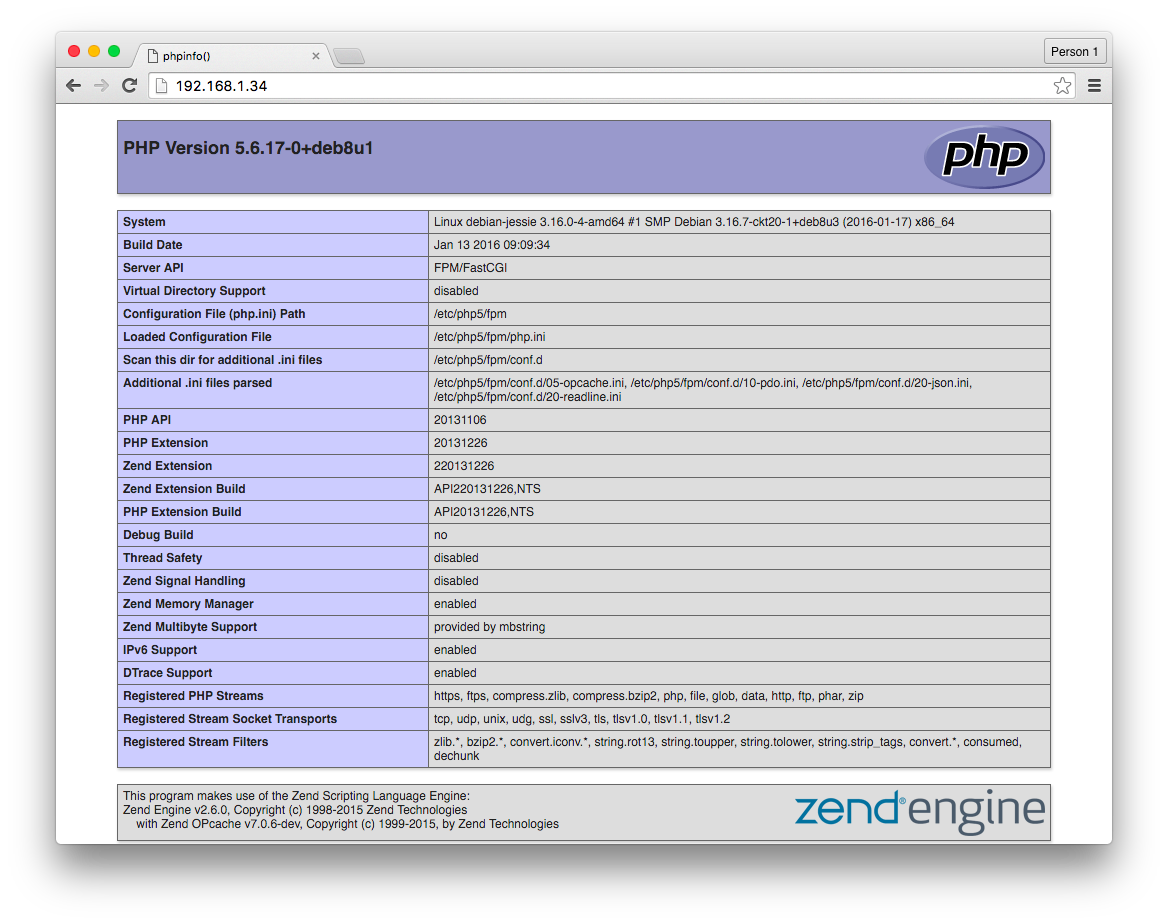 phpinfo()
Person 1
192.168.1.34
PHP Version 5.6.17-0+deb8u1
php
System Linux debian-jessie 3.16.0-4-amd64 #1 SMP Debian 3.16.7-ckt20-1+deb8u3 (2016-01-17) x86_64
Build Date Jan 13 2016 09:09:34
Server API FPM/FastCGI
Virtual Directory Support disabled
Configuration File (php.ini) Path /etc/php5/fpm
Loaded Configuration File /etc/php5/fpm/php.ini
Scan this dir for additional .ini files /etc/php5/fpm/conf.d
Additional .ini files parsed /etc/php5/fpm/conf.d/05-opcache.ini, /etc/php5/fpm/conf.d/10-pdo.ini, /etc/php5/fpm/conf.d/20-json.ini,
/etc/php5/fpm/conf.d/20-readline.ini
PHP API 20131106
PHP Extension 20131226
Zend Extension 220131226
Zend Extension Build API220131226,NTS
PHP Extension Build API20131226,NTS
Debug Build no
Thread Safety disabled
Zend Signal Handling disabled
Zend Memory Manager enabled
Zend Multibyte Support provided by mbstring
IPv6 Support enabled
DTrace Support enabled
Registered PHP Streams https, ftps, compress.zlib, compress.bzip2, php, file, glob, data, http, ftp, phar, zip
Registered Stream Socket Transports tcp, udp, unix, udg, ssl, sslv3, tls, tlsv1.0, tlsv1.1, tlsv1.2
Registered Stream Filters zlib.*, bzip2.*, convert.iconv.*, string.rot13, string.toupper, string.tolower, string.strip_tags, convert.*, consumed,
dechunk
This program makes use of the Zend Scripting Language Engine:
Zend Engine v2.6.0, Copyright (c) 1998-2015 Zend Technologies
with Zend OPcache v7.0.6-dev, Copyright (c) 1999-2015, by Zend Technologies
zend® engine